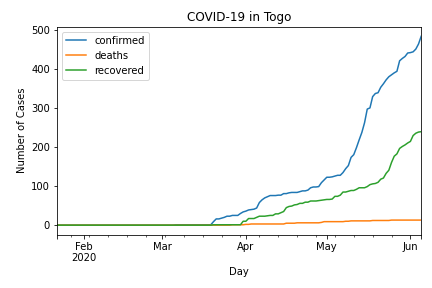 COVID-19 in Togo
confirmed
deaths
recovered
Number of Cases
500
400
300
200
100
0
Feb
2020
Mar
Apr
May
Jun
Day